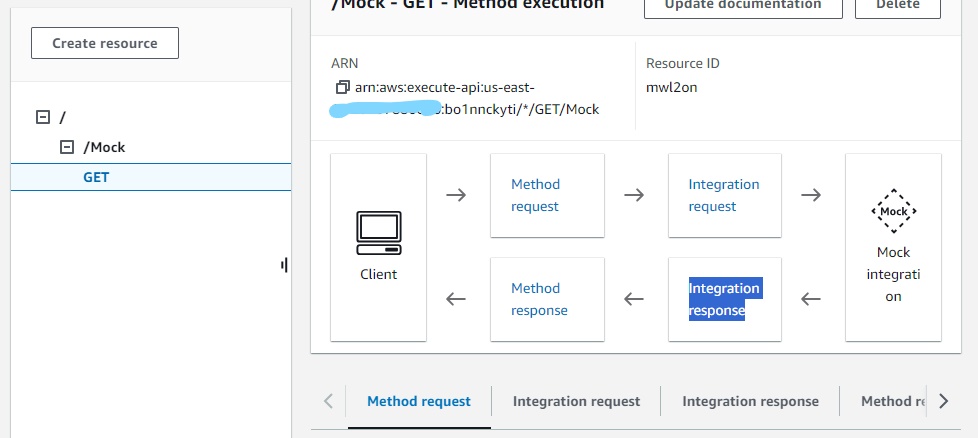 /Mock - GET - Method execution
Update documentation
Delete
Create resource
ARN
arn:aws:execute-api:us-east-
:bo1nnckyti/*/GET/Mock
Resource ID
mwl2on
/
/Mock
GET
Client
Method
request
Integration
request
Mock
Mock
integrati
on
Method
response
Integration
response
Method request
Integration request
Integration response
Method re